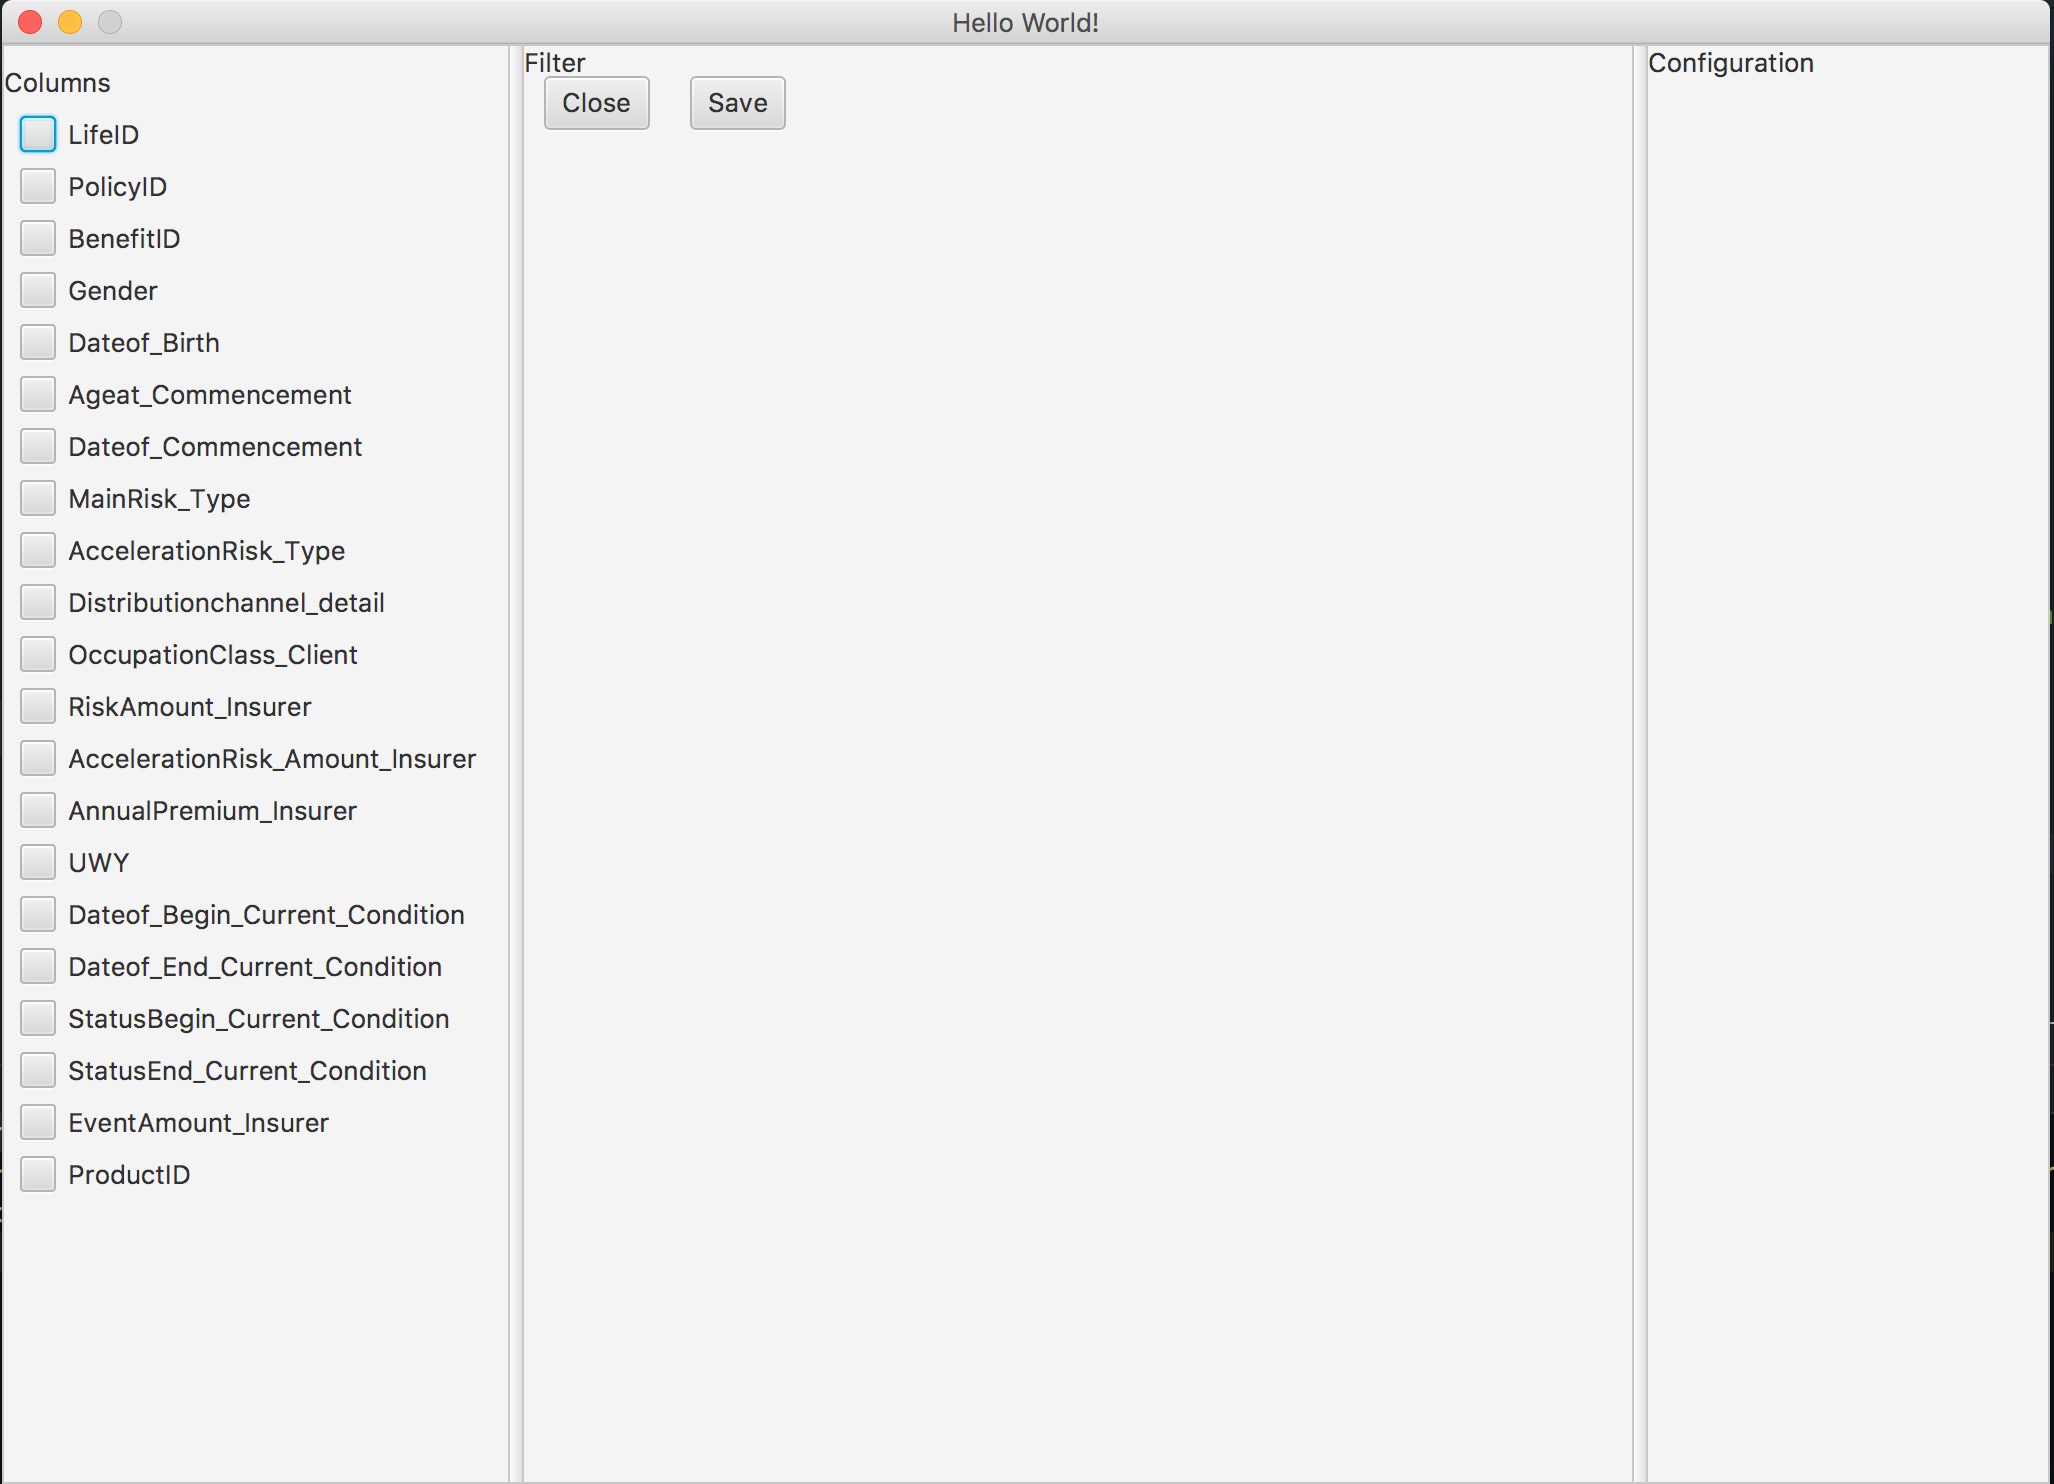 Hello World!
Columns
LifeID
PolicyID
BenefitID
Gender
Dateof_Birth
Ageat_Commencement
Dateof_Commencement
MainRisk_Type
AccelerationRisk_Type
Distributionchannel_detail
OccupationClass_Client
RiskAmount_Insurer
AccelerationRisk_Amount_Insurer
AnnualPremium_Insurer
UWY
Dateof_Begin_Current_Condition
Dateof_End_Current_Condition
StatusBegin_Current_Condition
StatusEnd_Current_Condition
EventAmount_Insurer
ProductID
Filter
Close Save
Configuration